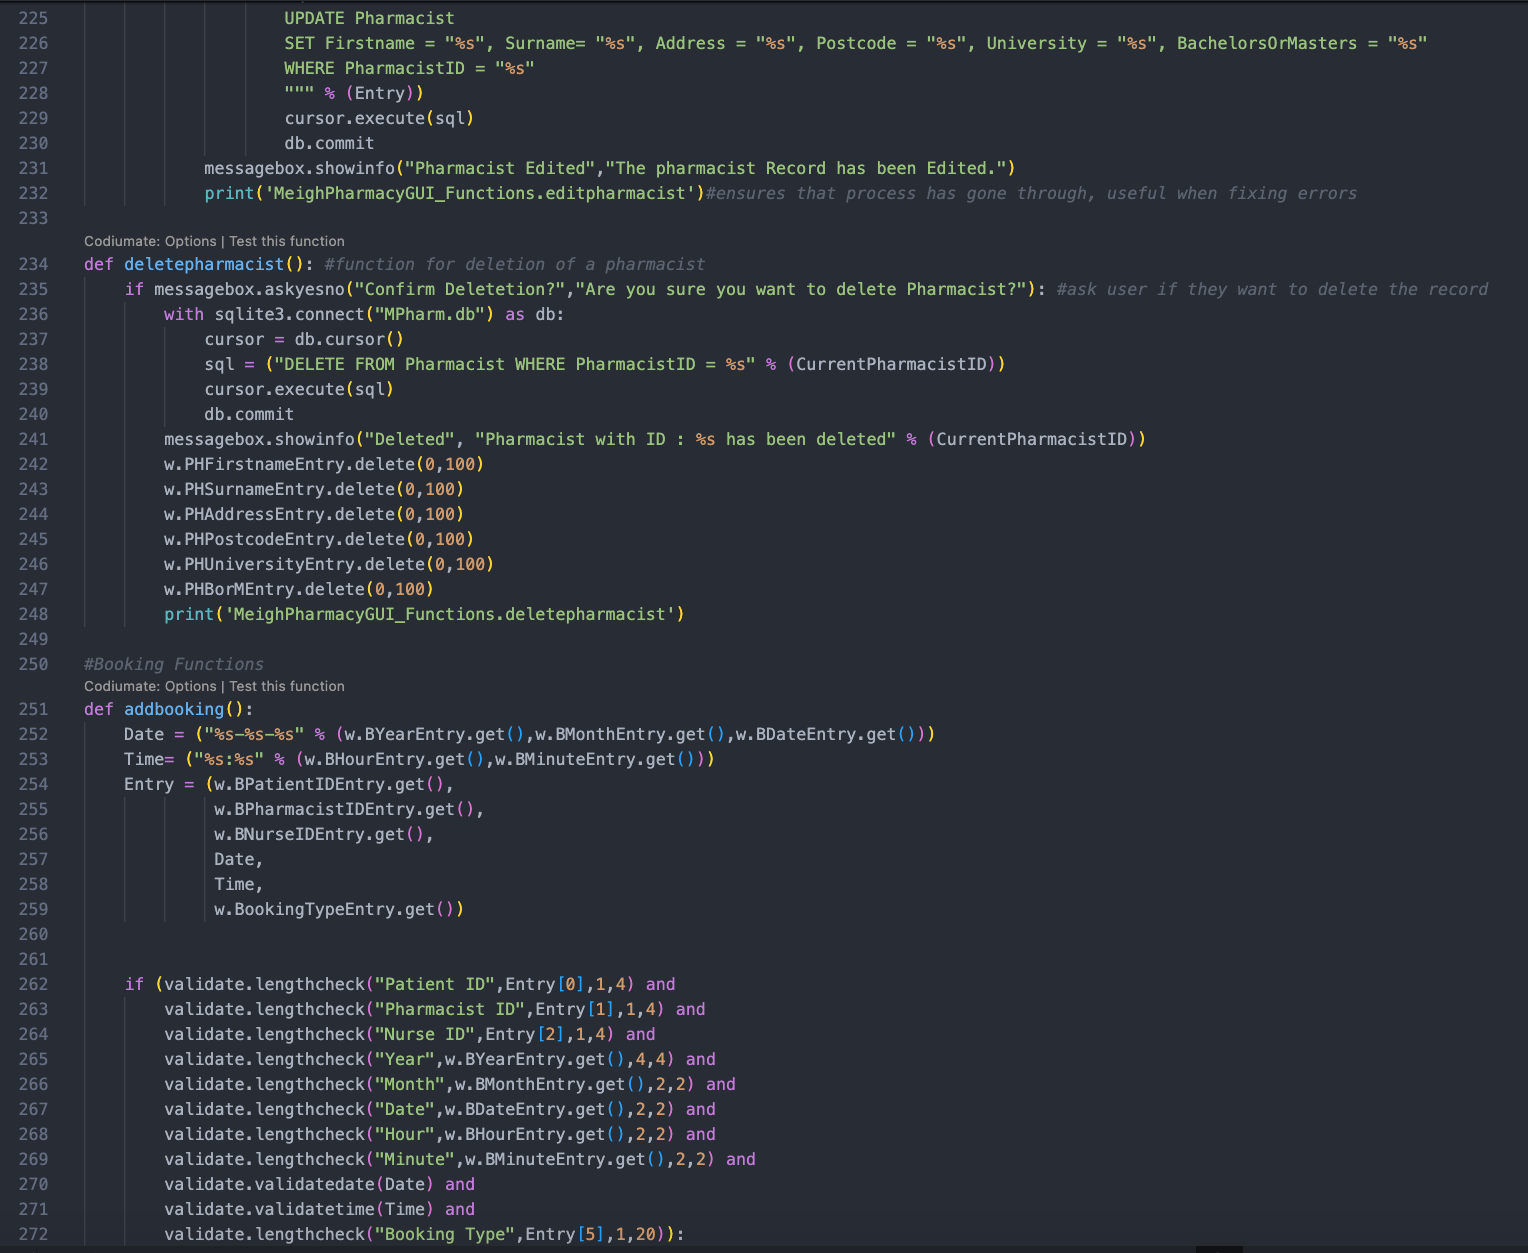 225 UPDATE Pharmacist
226 SET Firstname = "%s", Surname= "%s", Address = "%s", Postcode = "%s", University = "%s", BachelorsOrMasters = "%s"
227 WHERE PharmacistID = "%s"
228 """ % (Entry))
229 cursor.execute(sql)
230 db.commit
231 messagebox.showinfo("Pharmacist Edited","The pharmacist Record has been Edited.")
232 print('MeighPharmacyGUI_Functions.editpharmacist')#ensures that process has gone through, useful when fixing errors
233
Codiumate: Options | Test this function
234 def deletepharmacist(): #function for deletion of a pharmacist
235 if messagebox.askyesno("Confirm Deletetion?","Are you sure you want to delete Pharmacist?"): #ask user if they want to delete the record
236 with sqlite3.connect("MPharm.db") as db:
237 cursor = db.cursor()
238 sql = ("DELETE FROM Pharmacist WHERE PharmacistID = %s" % (CurrentPharmacistID))
239 cursor.execute(sql)
240 db.commit
241 messagebox.showinfo("Deleted", "Pharmacist with ID : %s has been deleted" % (CurrentPharmacistID))
242 w.PHFirstnameEntry.delete(0,100)
243 w.PHSurnameEntry.delete(0,100)
244 w.PHAddressEntry.delete(0,100)
245 w.PHPostcodeEntry.delete(0,100)
246 w.PHUniversityEntry.delete(0,100)
247 w.PHBorMEntry.delete(0,100)
248 print('MeighPharmacyGUI_Functions.deletepharmacist')
249
250 #Booking Functions
Codiumate: Options | Test this function
251 def addbooking():
252 Date = ("%s-%s-%s" % (w.BYearEntry.get(),w.BMonthEntry.get(),w.BDateEntry.get()))
253 Time= ("%s:%s" % (w.BHourEntry.get(),w.BMinuteEntry.get()))
254 Entry = (w.BPatientIDEntry.get(),
255 w.BPharmacistIDEntry.get(),
256 w.BNurseIDEntry.get(),
257 Date,
258 Time,
259 w.BookingTypeEntry.get())
260
261
262 if (validate.lengthcheck("Patient ID",Entry[0],1,4) and
263 validate.lengthcheck("Pharmacist ID",Entry[1],1,4) and
264 validate.lengthcheck("Nurse ID",Entry[2],1,4) and
265 validate.lengthcheck("Year",w.BYearEntry.get(),4,4) and
266 validate.lengthcheck("Month",w.BMonthEntry.get(),2,2) and
267 validate.lengthcheck("Date",w.BDateEntry.get(),2,2) and
268 validate.lengthcheck("Hour",w.BHourEntry.get(),2,2) and
269 validate.lengthcheck("Minute",w.BMinuteEntry.get(),2,2) and
270 validate.validatedate(Date) and
271 validate.validatetime(Time) and
272 validate.lengthcheck("Booking Type",Entry[5],1,20)):